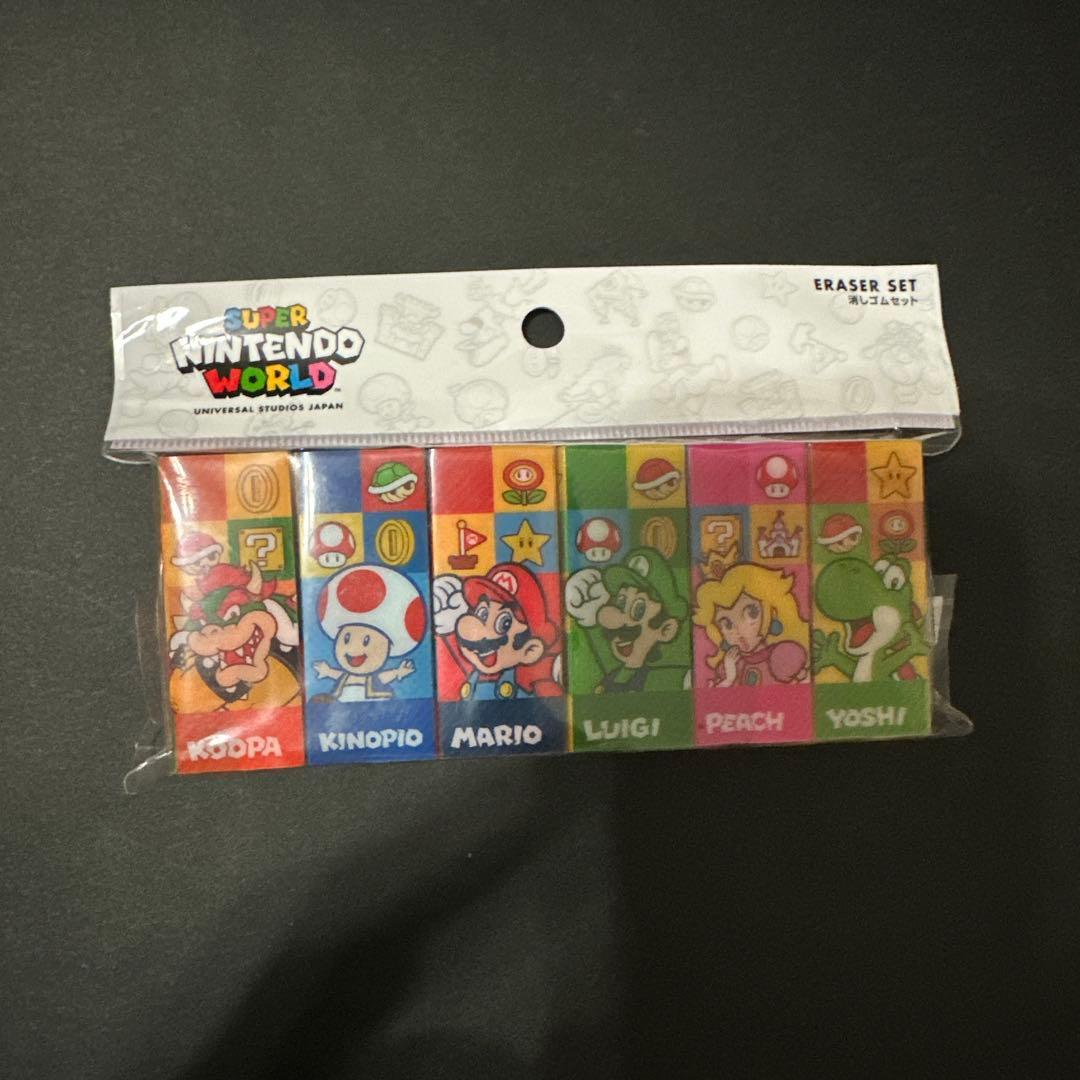 SUPER
NINTENDO
WORLD™
UNIVERSAL STUDIOS JAPAN
ERASER SET
消しゴムセット
KOOPA
KINOPIO
MARIO
LUIGI
PEACH
YOSHI